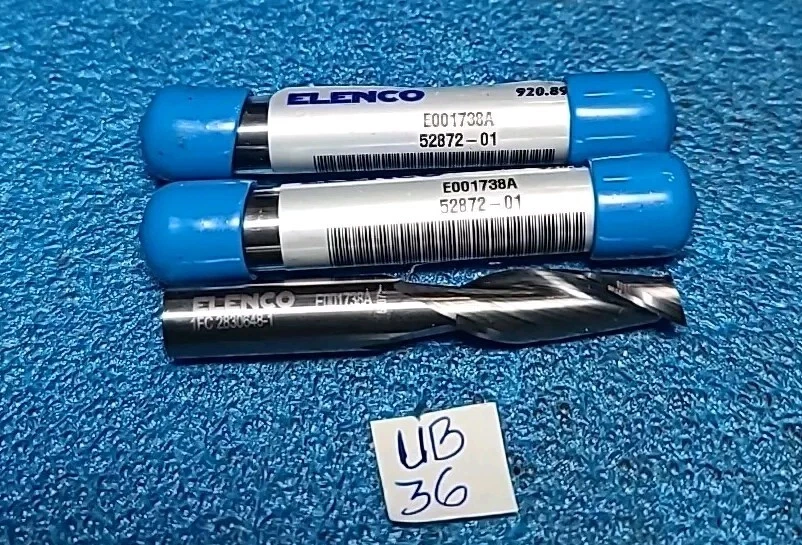 ELENCO
920.89
E001738A
52872-01
E001738A
52872-01
ELENCO
E001738A
1FC 2830648-1
UB
36